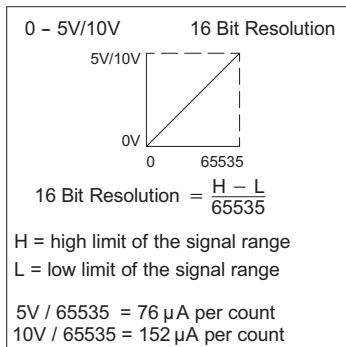 0 – 5V/10V 16 Bit Resolution
5V/10V
0V
0 65535
16 Bit Resolution = H – L / 65535
H = high limit of the signal range
L = low limit of the signal range
5V / 65535 = 76 μA per count
10V / 65535 = 152 μA per count